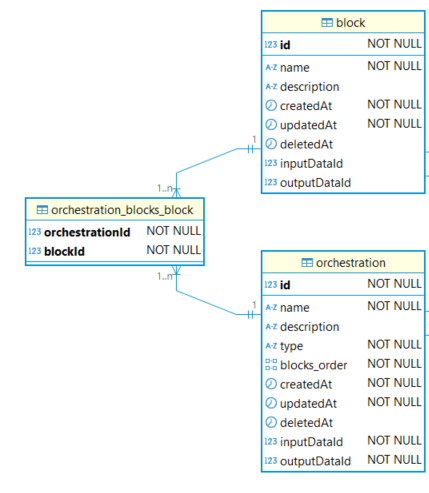 block
123 id NOT NULL
A-Z name NOT NULL
A-Z description
createdAt NOT NULL
updatedAt NOT NULL
deletedAt
123 inputDataId
123 outputDataId
1
1..n
orchestration_blocks_block
123 orchestrationId NOT NULL
123 blockId NOT NULL
1..n
1
orchestration
123 id NOT NULL
A-Z name NOT NULL
A-Z description
A-Z type NOT NULL
blocks_order NOT NULL
createdAt NOT NULL
updatedAt NOT NULL
deletedAt
123 inputDataId NOT NULL
123 outputDataId NOT NULL